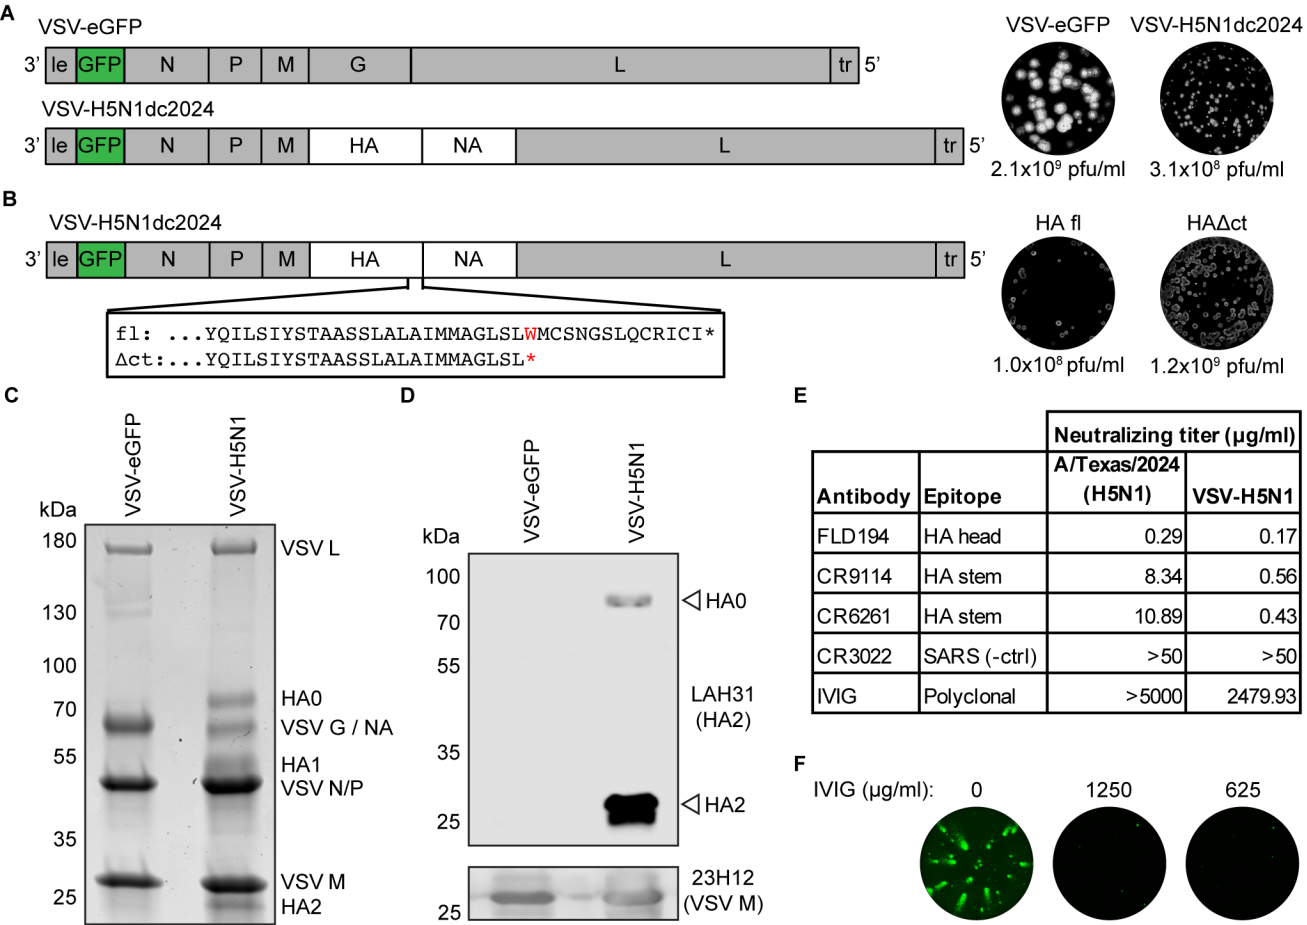 A
VSV-eGFP
3’ le GFP N P M G L tr 5’
VSV-H5N1dc2024
3’ le GFP N P M HA NA L tr 5’
VSV-eGFP VSV-H5N1dc2024
2.1x10⁹ pfu/ml 3.1x10⁸ pfu/ml
B
VSV-H5N1dc2024
3’ le GFP N P M HA NA L tr 5’
fl: ...YQILSIYSTAASSLALAIMMAGLSLWMCSNGSLQCRICI*
Δct:...YQILSIYSTAASSLALAIMMAGLSL*
HA fl HAΔct
1.0x10⁸ pfu/ml 1.2x10⁹ pfu/ml
C
VSV-eGFP
VSV-H5N1
kDa
180
130
100
70
55
35
25
VSV L
HA0
VSV G / NA
HA1
VSV N/P
VSV M
HA2
D
VSV-eGFP
VSV-H5N1
kDa
100
70
55
35
25
25
HA0
LAH31
(HA2)
HA2
23H12
(VSV M)
E
Neutralizing titer (µg/ml)
Antibody Epitope A/Texas/2024 (H5N1) VSV-H5N1
FLD194 HA head 0.29 0.17
CR9114 HA stem 8.34 0.56
CR6261 HA stem 10.89 0.43
CR3022 SARS (-ctrl) >50 >50
IVIG Polyclonal >5000 2479.93
F
IVIG (µg/ml): 0 1250 625